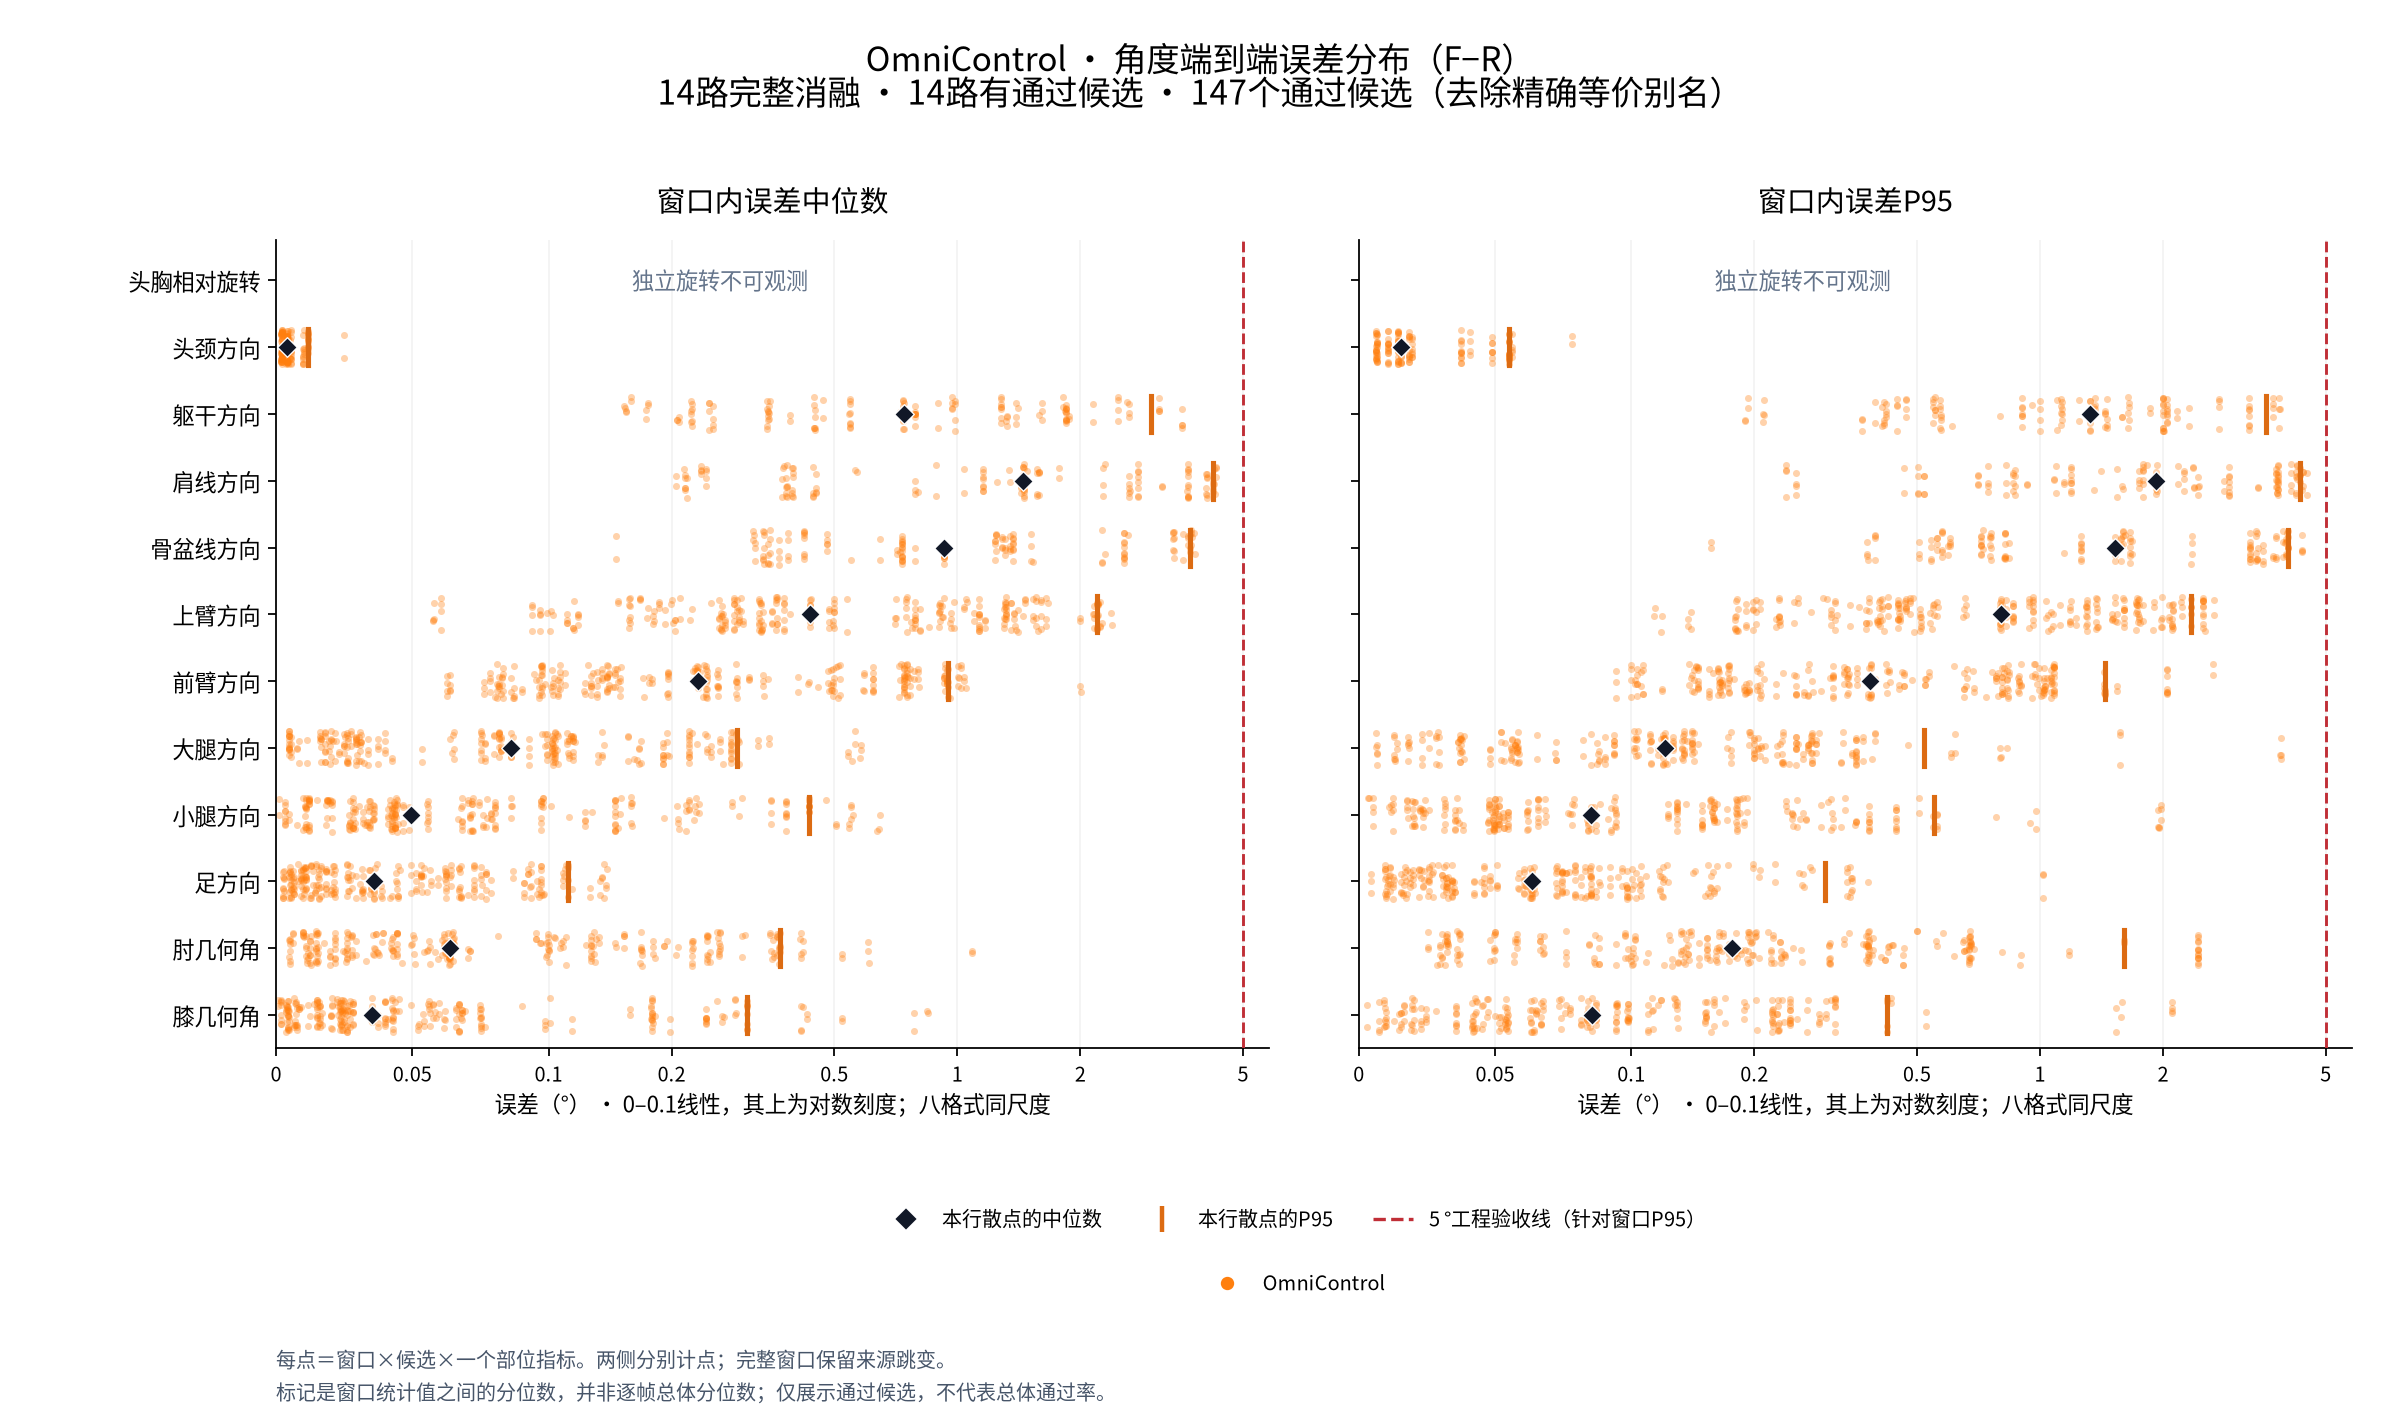 OmniControl · 角度端到端误差分布（F−R）
14路完整消融 · 14路有通过候选 · 147个通过候选（去除精确等价别名）
窗口内误差中位数
窗口内误差P95
头胸相对旋转
独立旋转不可观测
独立旋转不可观测
头颈方向
躯干方向
肩线方向
骨盆线方向
上臂方向
前臂方向
大腿方向
小腿方向
足方向
肘几何角
膝几何角
0 0.05 0.1 0.2 0.5 1 2 5
0 0.05 0.1 0.2 0.5 1 2 5
误差（°） · 0–0.1线性，其上为对数刻度；八格式同尺度
误差（°） · 0–0.1线性，其上为对数刻度；八格式同尺度
本行散点的中位数
本行散点的P95
5 °工程验收线（针对窗口P95）
OmniControl
每点＝窗口×候选×一个部位指标。两侧分别计点；完整窗口保留来源跳变。
标记是窗口统计值之间的分位数，并非逐帧总体分位数；仅展示通过候选，不代表总体通过率。